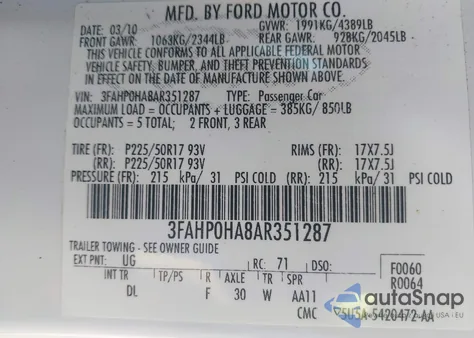 MFD. BY FORD MOTOR CO.
DATE: 03/10 GVWR: 1991KG/4389LB
FRONT GAWR: 1063KG/2344LB REAR GAWR: 928KG/2045LB
THIS VEHICLE CONFORMS TO ALL APPLICABLE FEDERAL MOTOR
VEHICLE SAFETY, BUMPER, AND THEFT PREVENTION STANDARDS
IN EFFECT ON THE DATE OF MANUFACTURE SHOWN ABOVE.
VIN: 3FAHP0HA8AR351287 TYPE: Passenger Car
MAXIMUM LOAD = OCCUPANTS + LUGGAGE = 385KG/ 850LB
OCCUPANTS = 5 TOTAL; 2 FRONT, 3 REAR
TIRE (FR): P225/50R17 93V RIMS (FR): 17X7.5J
(RR): P225/50R17 93V (RR): 17X7.5J
PRESSURE (FR): 215 kPa/ 31 PSI COLD (RR): 215 kPa/ 31 PSI COLD
3FAHP0HA8AR351287
TRAILER TOWING - SEE OWNER GUIDE
EXT PNT: UG RC: 71 DSO: F0060
R0064
INT TR TP/PS R AXLE TR SPR
DL F 30 W AA11
autoSnap
CMC 5U5A-5420472-AA